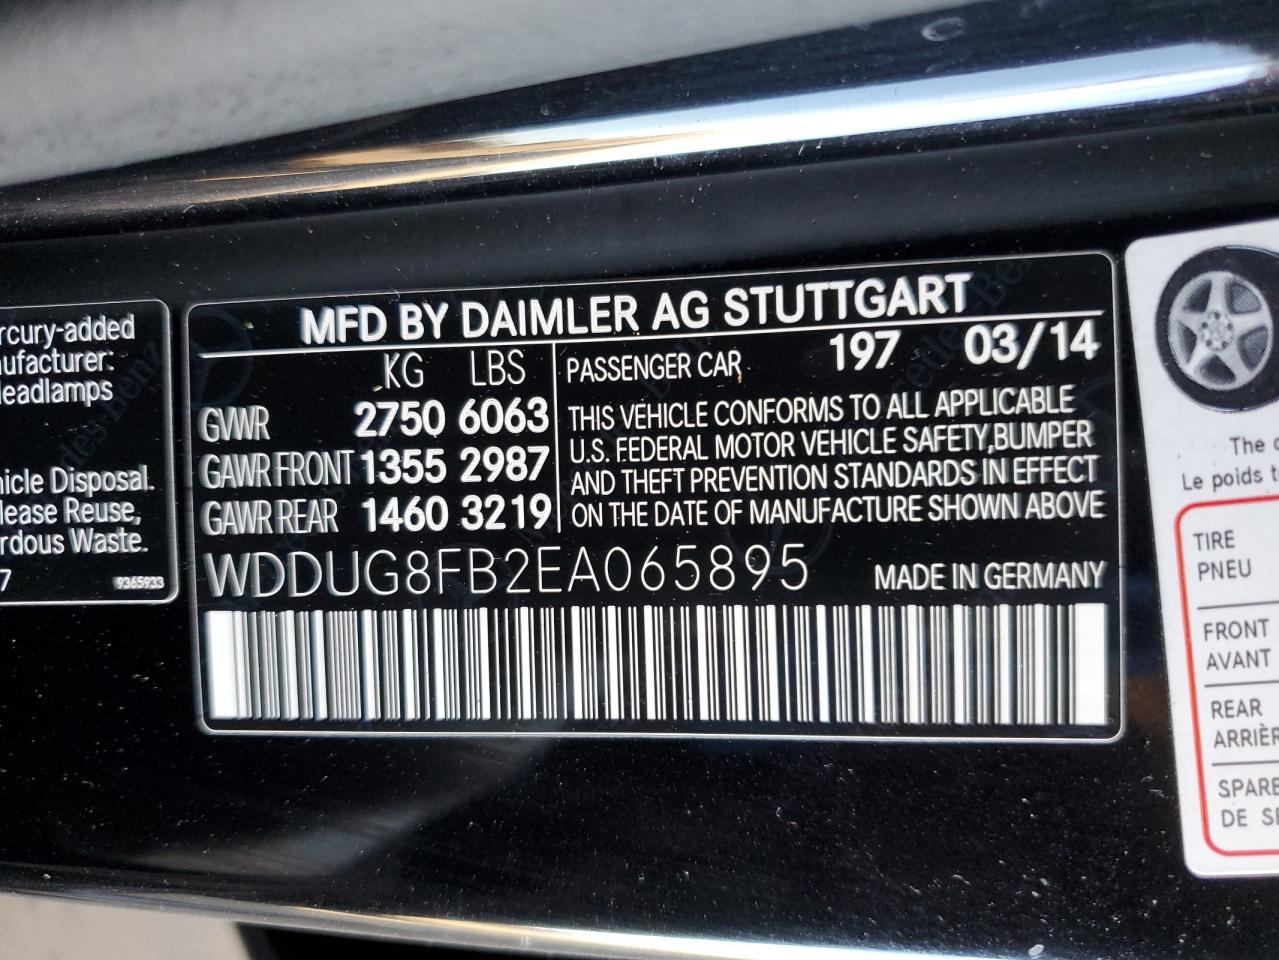 rcury-added
nufacturer:
eadlamps
hicle Disposal.
lease Reuse,
rdous Waste.
7
9365933
MFD BY DAIMLER AG STUTTGART
KG LBS
GWR 2750 6063
GAWR FRONT 1355 2987
GAWR REAR 1460 3219
PASSENGER CAR 197 03/14
THIS VEHICLE CONFORMS TO ALL APPLICABLE
U.S. FEDERAL MOTOR VEHICLE SAFETY,BUMPER
AND THEFT PREVENTION STANDARDS IN EFFECT
ON THE DATE OF MANUFACTURE SHOWN ABOVE
WDDUG8FB2EA065895
MADE IN GERMANY
The
Le poids t
TIRE
PNEU
FRONT
AVANT
REAR
ARRIÈR
SPARE
DE